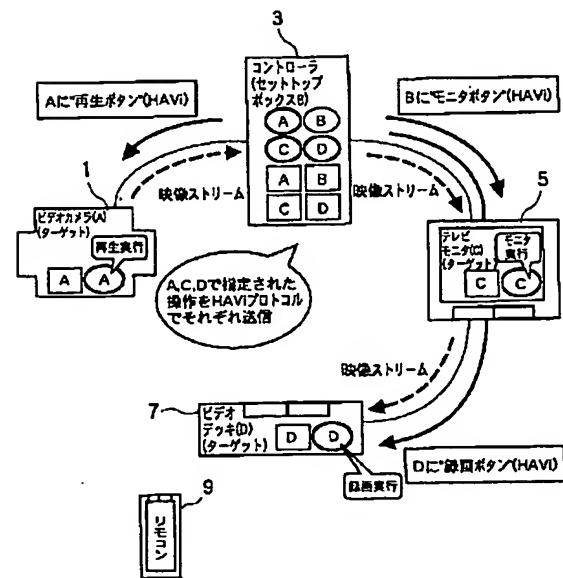 3
コントローラ
(セットトップ
ボックスB)
A B
C D
A B
C D
Aに"再生ボタン"(HAVi)
Bに"モニタボタン"(HAVi)
映像ストリーム
映像ストリーム
1
ビデオカメラ(A)
(ターゲット)
再生実行
A A
5
テレビ
モニタ(C)
(ターゲット)
モニタ
実行
C C
A,C,Dで指定された
操作をHAViプロトコル
でそれぞれ送信
映像ストリーム
7
ビデオ
デッキ(D)
(ターゲット)
D D
録画実行
Dに"録画ボタン"(HAVi)
9
リモコン